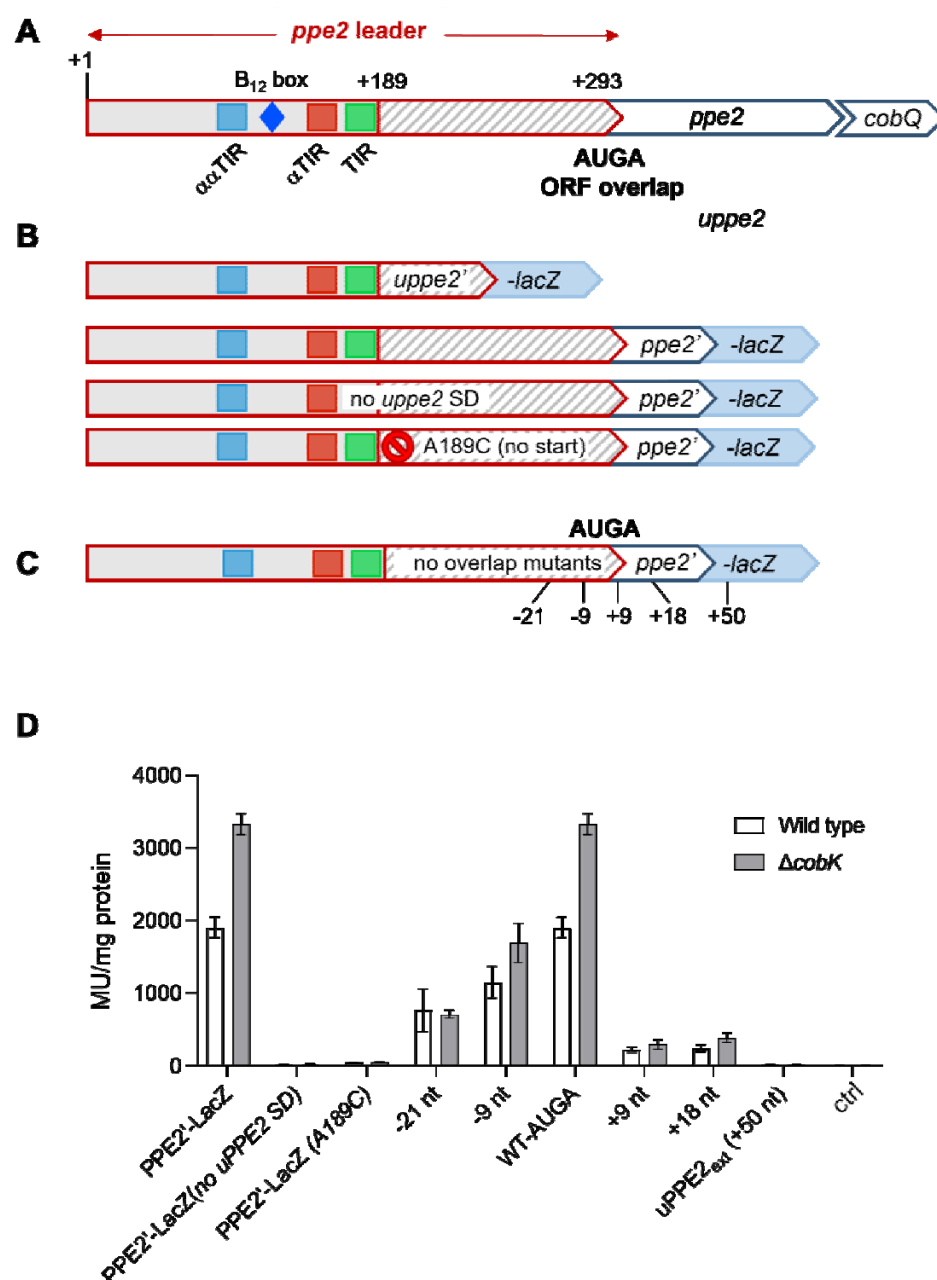 A
ppe2 leader
+1
B12 box
+189
+293
ppe2
cobQ
ααTIR
αTIR
TIR
AUGA
ORF overlap
uppe2
B
uppe2'
-lacZ
ppe2'
-lacZ
no uppe2 SD
ppe2'
-lacZ
A189C (no start)
ppe2'
-lacZ
AUGA
C
no overlap mutants
ppe2'
-lacZ
-21
-9
+9
+18
+50
D
MU/mg protein
4000
3000
2000
1000
0
Wild type
ΔcobK
PPE2'-LacZ
PPE2'-LacZ(no uPPE2 SD)
PPE2'-LacZ (A189C)
-21 nt
-9 nt
WT-AUGA
+9 nt
+18 nt
uPPE2ext (+50 nt)
ctrl